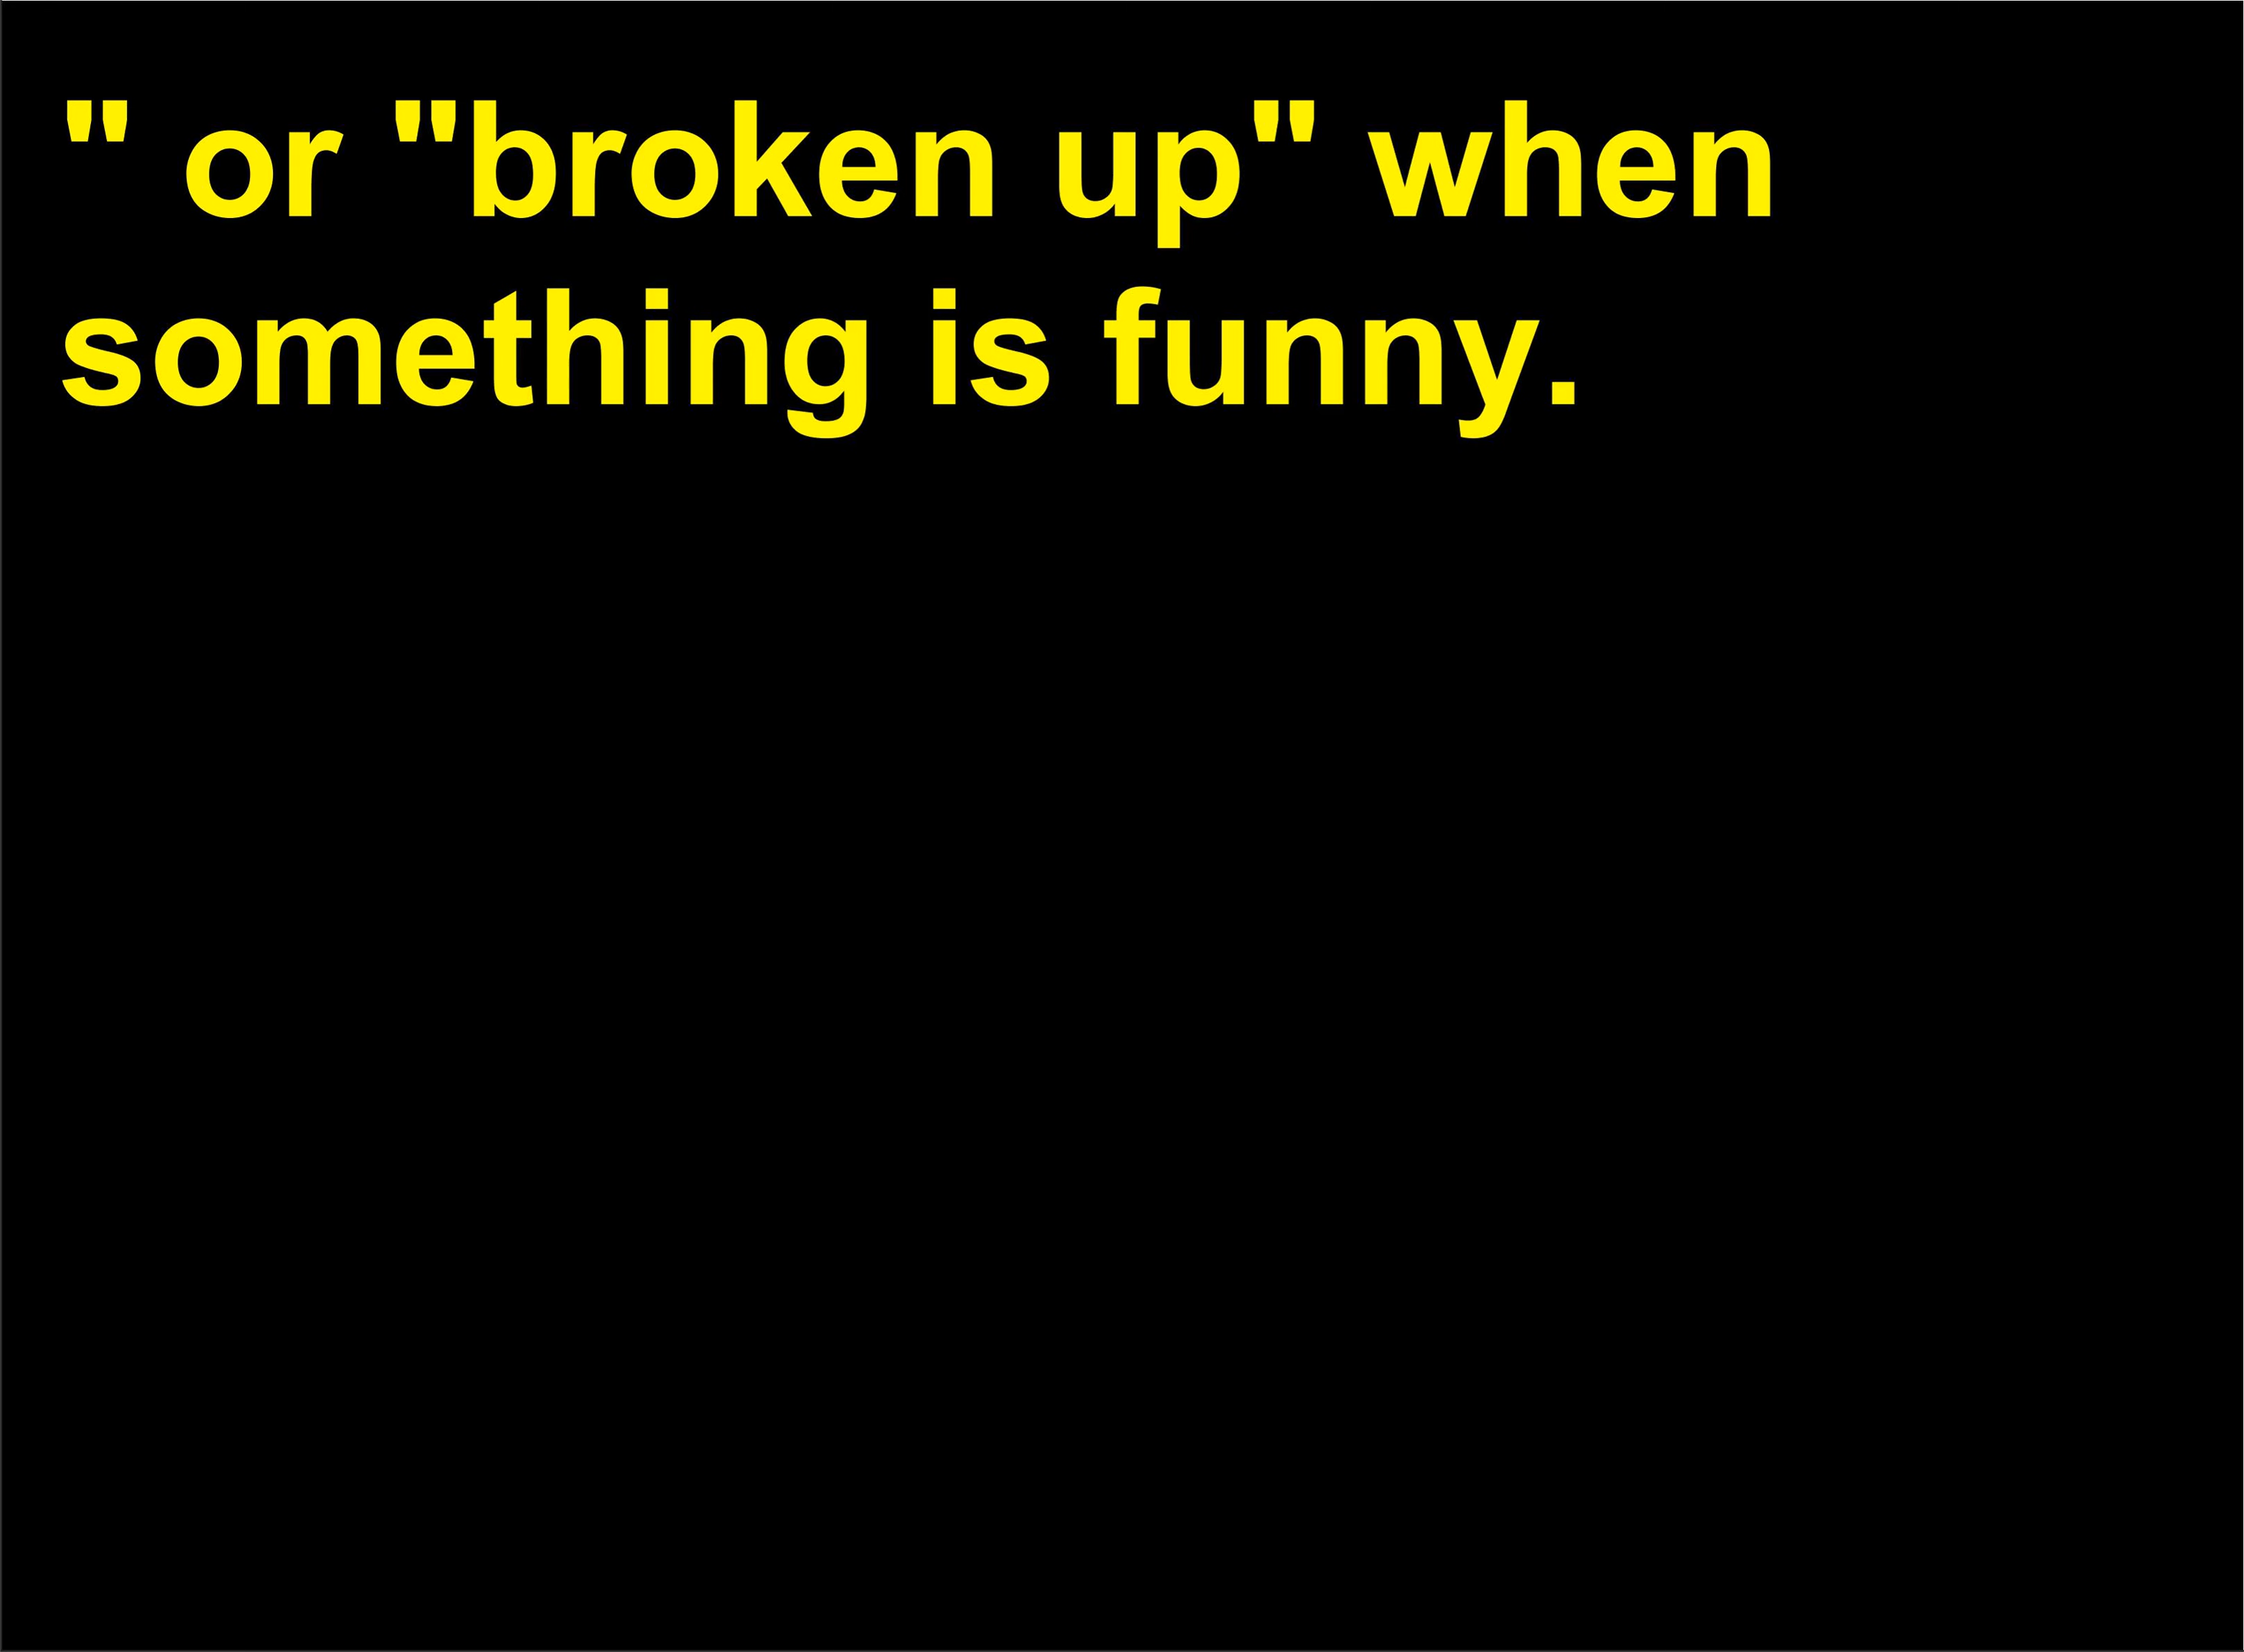 " or "broken up" when
something is funny.